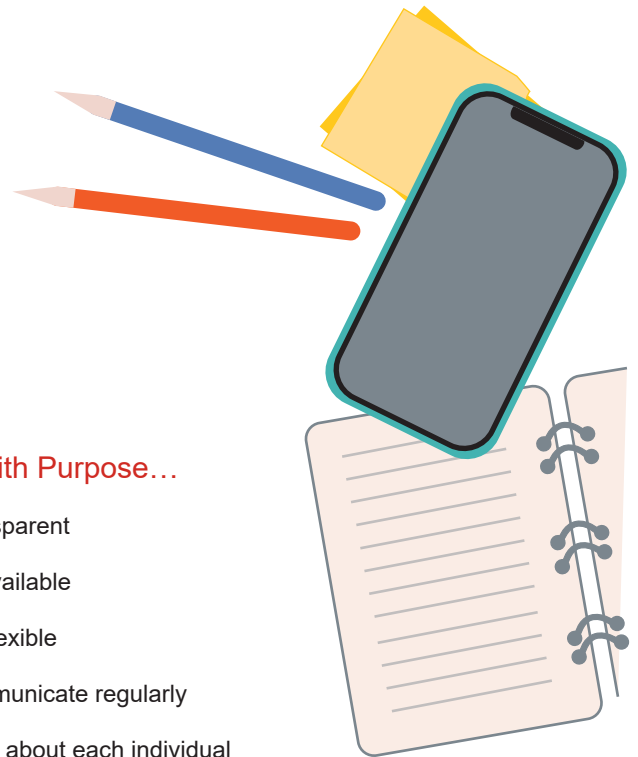 ith Purpose…
sparent
vailable
exible
municate regularly
about each individual